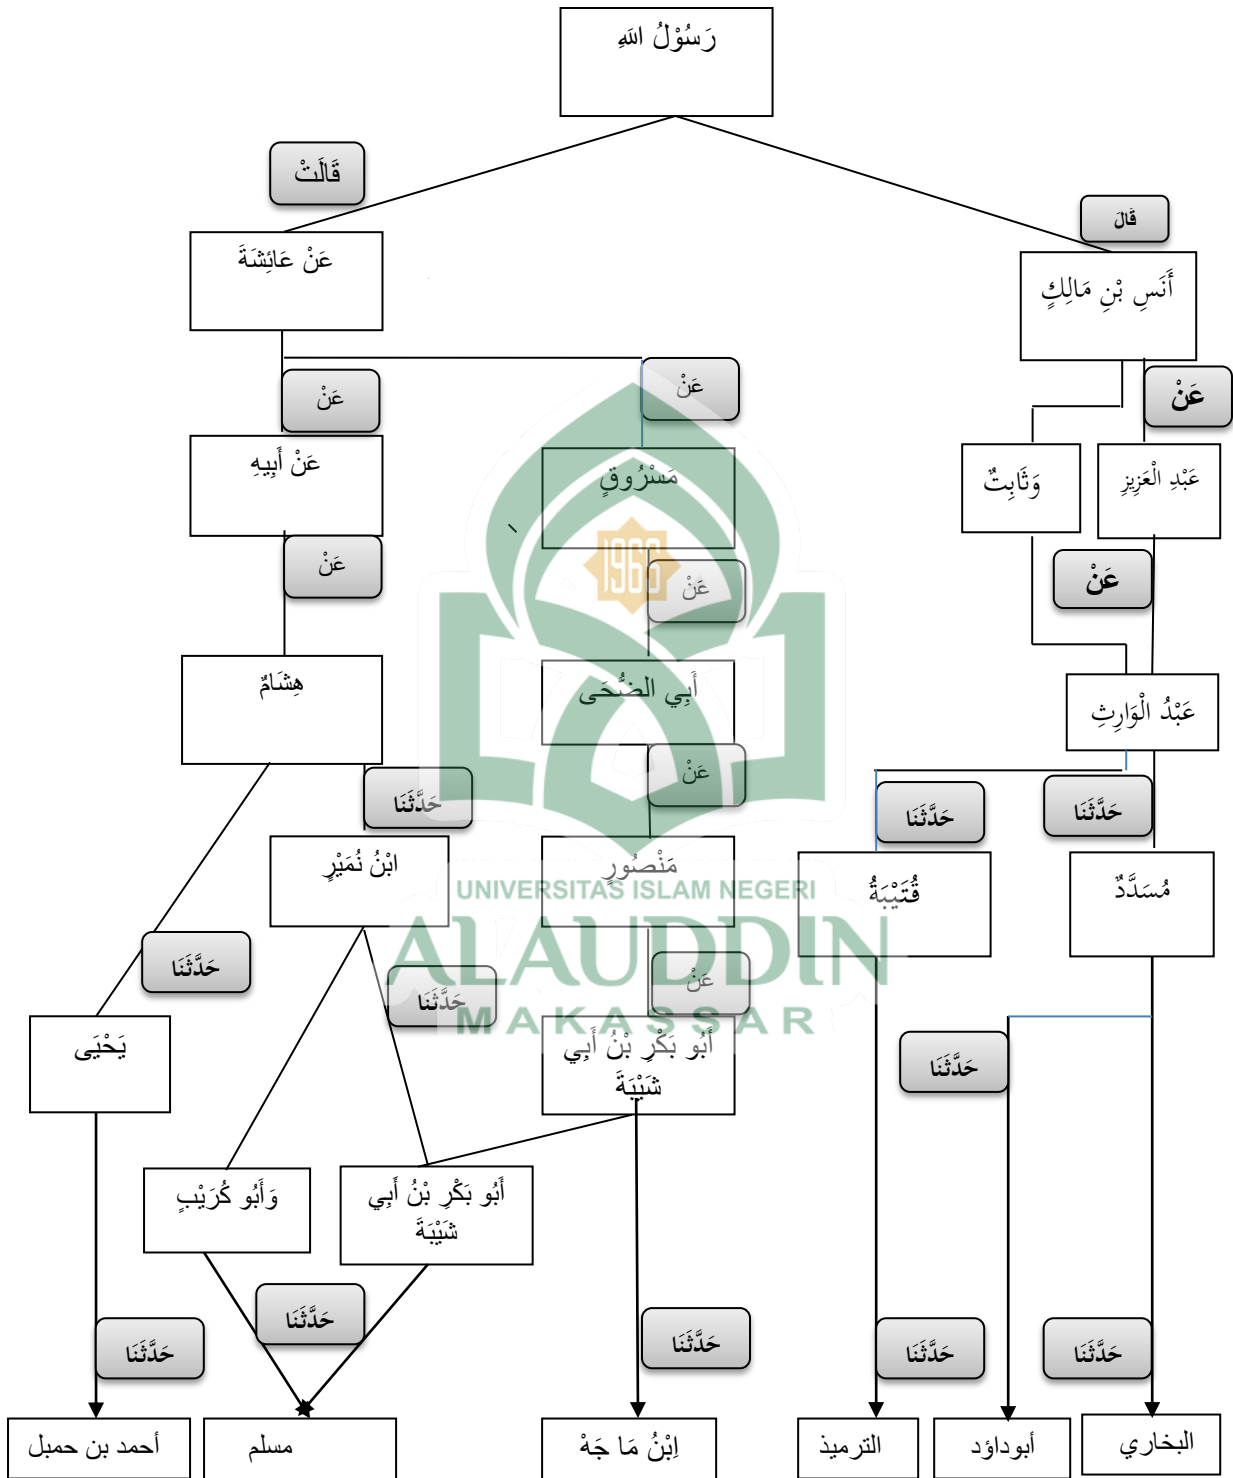 رَسُوْلُ اللهِ
قَالَتْ
قَالَ
عَنْ عَائِشَةَ
أَنَسِ بْنِ مَالِكٍ
عَنْ
عَنْ
عَنْ
عَنْ أَبِيهِ
مَسْرُوقٍ
وَثَابِتٌ
عَبْدِ الْعَزِيزِ
1965
عَنْ
عَنْ
عَنْ
هِشَامٌ
أَبِي الضُّحَى
عَبْدُ الْوَارِثِ
حَدَّثَنَا
عَنْ
حَدَّثَنَا
حَدَّثَنَا
ابْنُ نُمَيْرٍ
مَنْصُورٍ
قُتَيْبَةُ
مُسَدَّدٌ
UNIVERSITAS ISLAM NEGERI
ALAUDDIN
MAKASSAR
حَدَّثَنَا
حَدَّثَنَا
عَنْ
يَحْيَى
أَبُو بَكْرِ بْنُ أَبِي
شَيْبَةَ
حَدَّثَنَا
وَأَبُو كُرَيْبٍ
أَبُو بَكْرِ بْنُ أَبِي
شَيْبَةَ
حَدَّثَنَا
حَدَّثَنَا
حَدَّثَنَا
حَدَّثَنَا
حَدَّثَنَا
أحمد بن حمبل
مسلم
اِبْنُ مَا جَهْ
الترميذ
أبوداؤد
البخاري